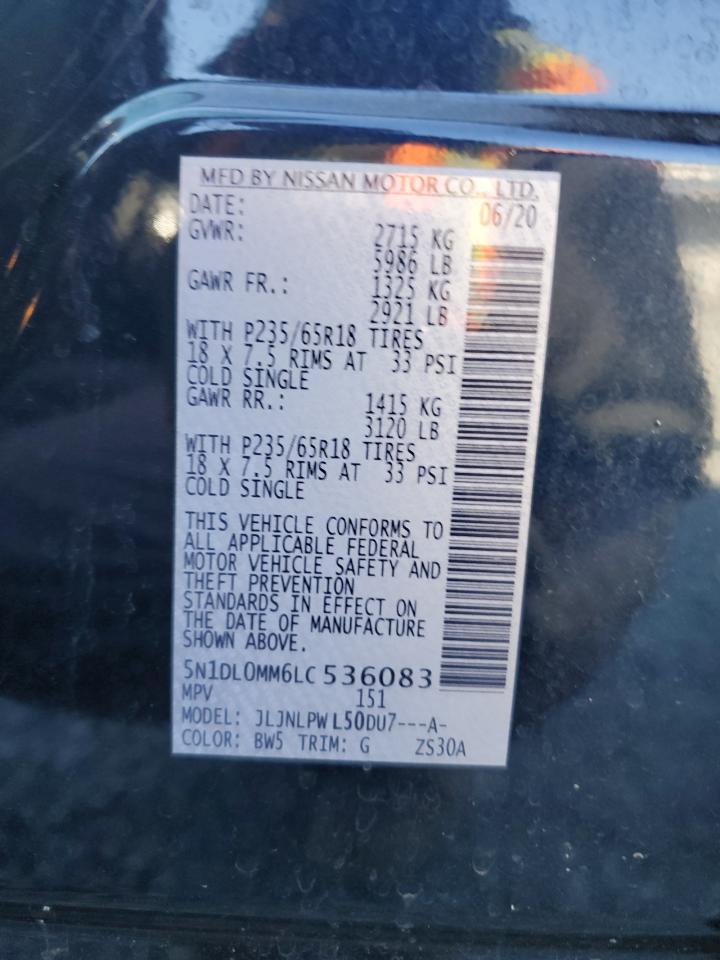 MFD BY NISSAN MOTOR CO., LTD.
DATE: 06/20
GVWR: 2715 KG
5986 LB
GAWR FR.: 1325 KG
2921 LB
WITH P235/65R18 TIRES
18 X 7.5 RIMS AT 33 PSI
COLD SINGLE
GAWR RR.: 1415 KG
3120 LB
WITH P235/65R18 TIRES
18 X 7.5 RIMS AT 33 PSI
COLD SINGLE
THIS VEHICLE CONFORMS TO
ALL APPLICABLE FEDERAL
MOTOR VEHICLE SAFETY AND
THEFT PREVENTION
STANDARDS IN EFFECT ON
THE DATE OF MANUFACTURE
SHOWN ABOVE.
5N1DL0MM6LC 536083
MPV 151
MODEL: JLJNLPW L50DU7---A-
COLOR: BW5 TRIM: G ZS30A